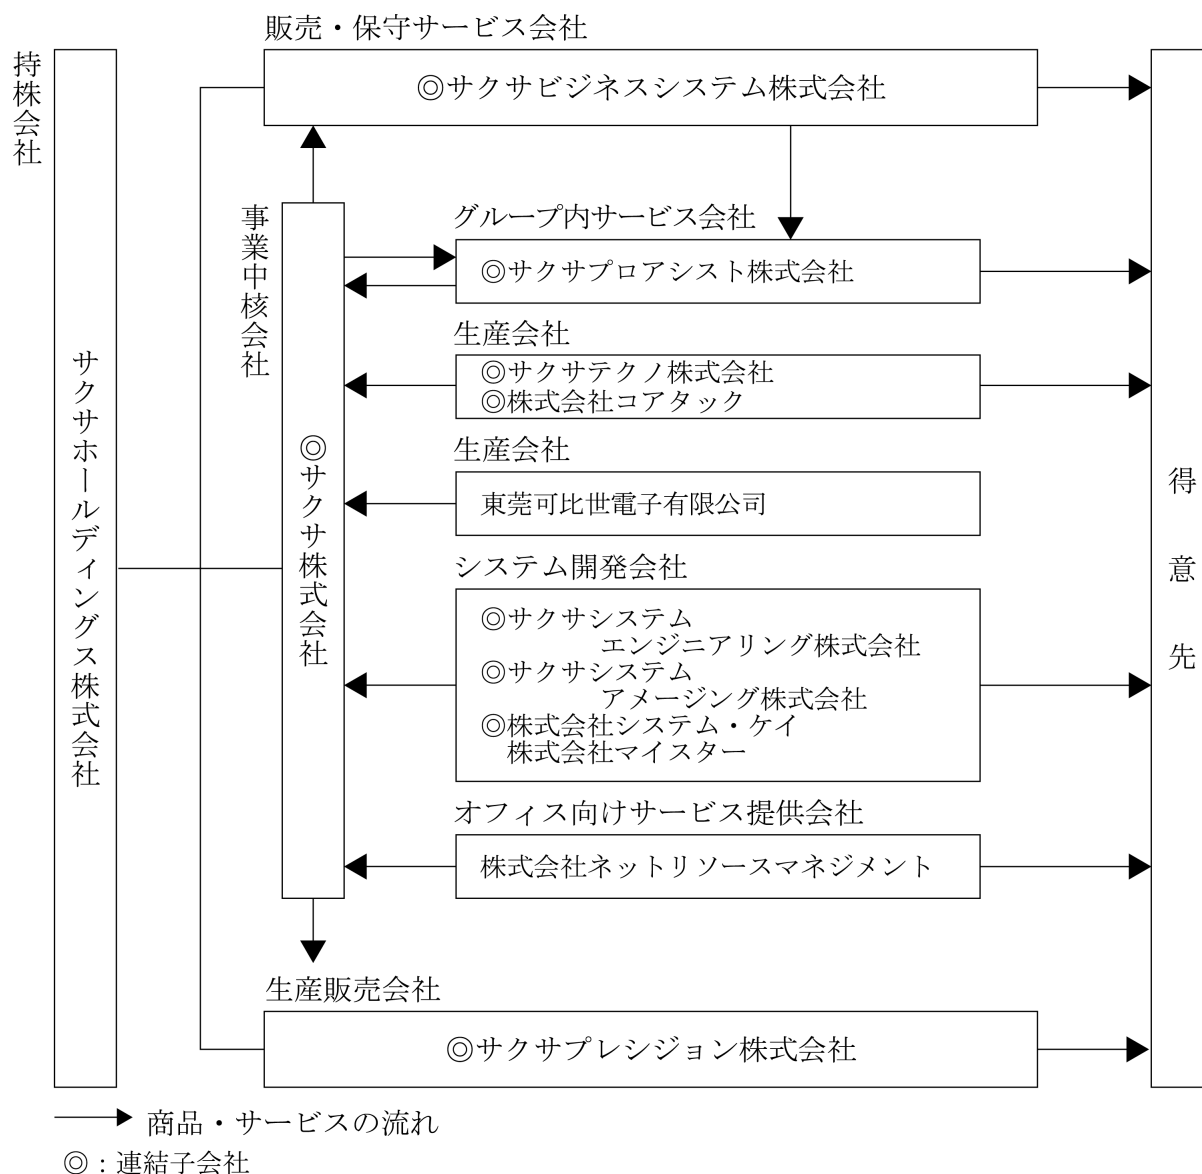 販売・保守サービス会社
持株会社
◎サクサビジネスシステム株式会社
事業中核会社
グループ内サービス会社
◎サクサプロアシスト株式会社
生産会社
◎サクサテクノ株式会社
◎株式会社コアタック
サクサホールディングス株式会社
◎サクサ株式会社
生産会社
東莞可比世電子有限公司
得意先
システム開発会社
◎サクサシステム
エンジニアリング株式会社
◎サクサシステム
アメージング株式会社
◎株式会社システム・ケイ
株式会社マイスター
オフィス向けサービス提供会社
株式会社ネットリソースマネジメント
生産販売会社
◎サクサプレシジョン株式会社
商品・サービスの流れ
◎：連結子会社